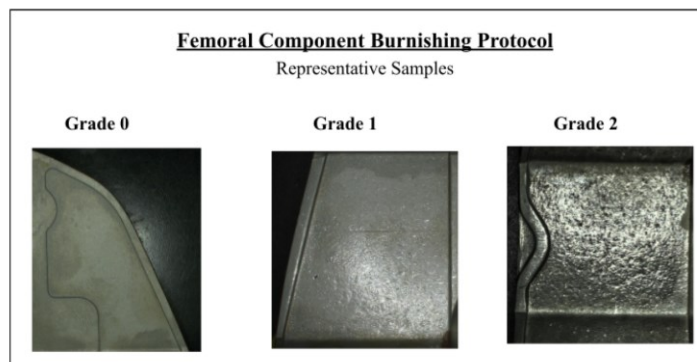 Femoral Component Burnishing Protocol
Representative Samples
Grade 0 Grade 1 Grade 2